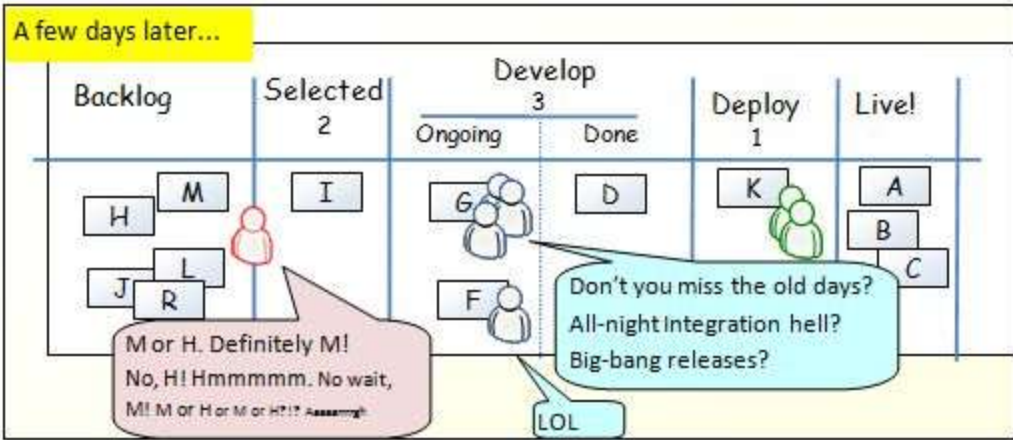 A few days later...
Backlog
Selected
2
Develop
3
Ongoing
Done
Deploy
1
Live!
M
H
L
J
R
I
G
F
D
K
A
B
C
M or H. Definitely M!
No, H! Hmmmmm. No wait,
M! M or H or M or H?!?
Don't you miss the old days?
All-night Integration hell?
Big-bang releases?
LOL